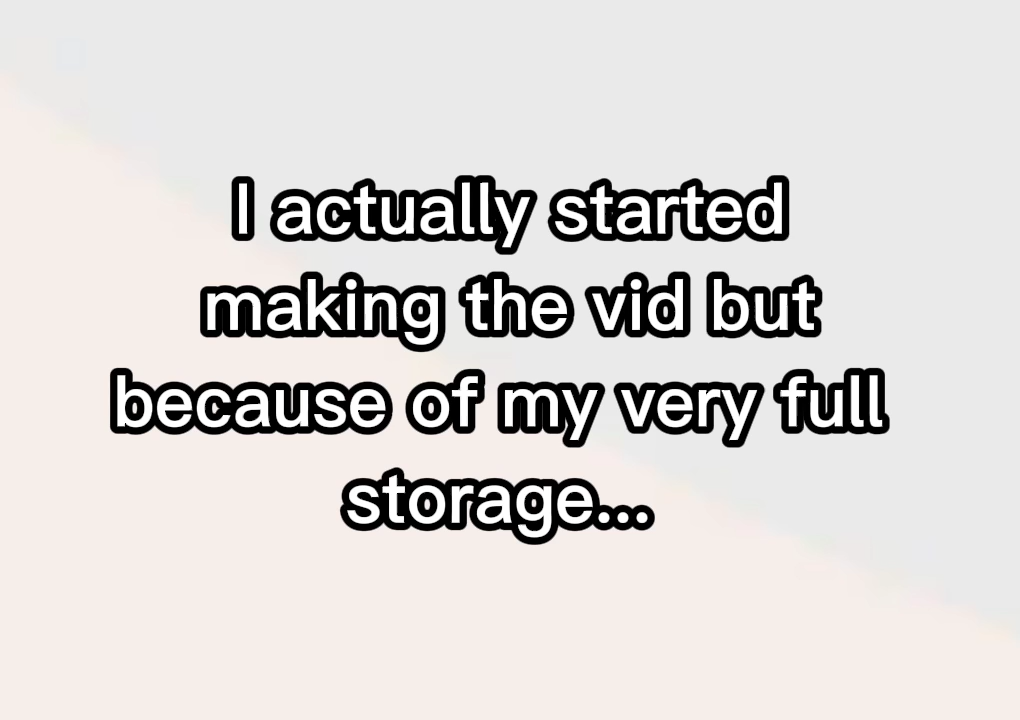 I actually started
making the vid but
because of my very full
storage...